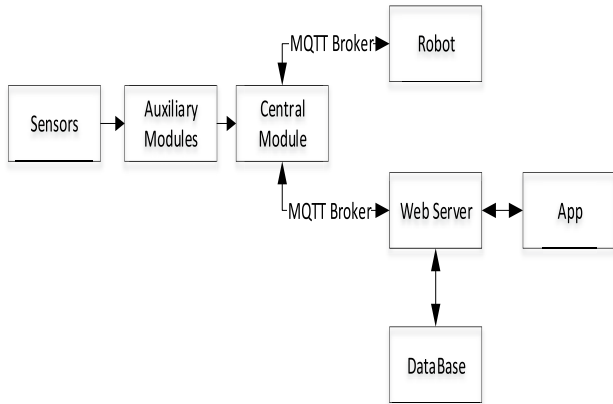 MQTT Broker
Robot
Sensors
Auxiliary
Modules
Central
Module
MQTT Broker
Web Server
App
DataBase